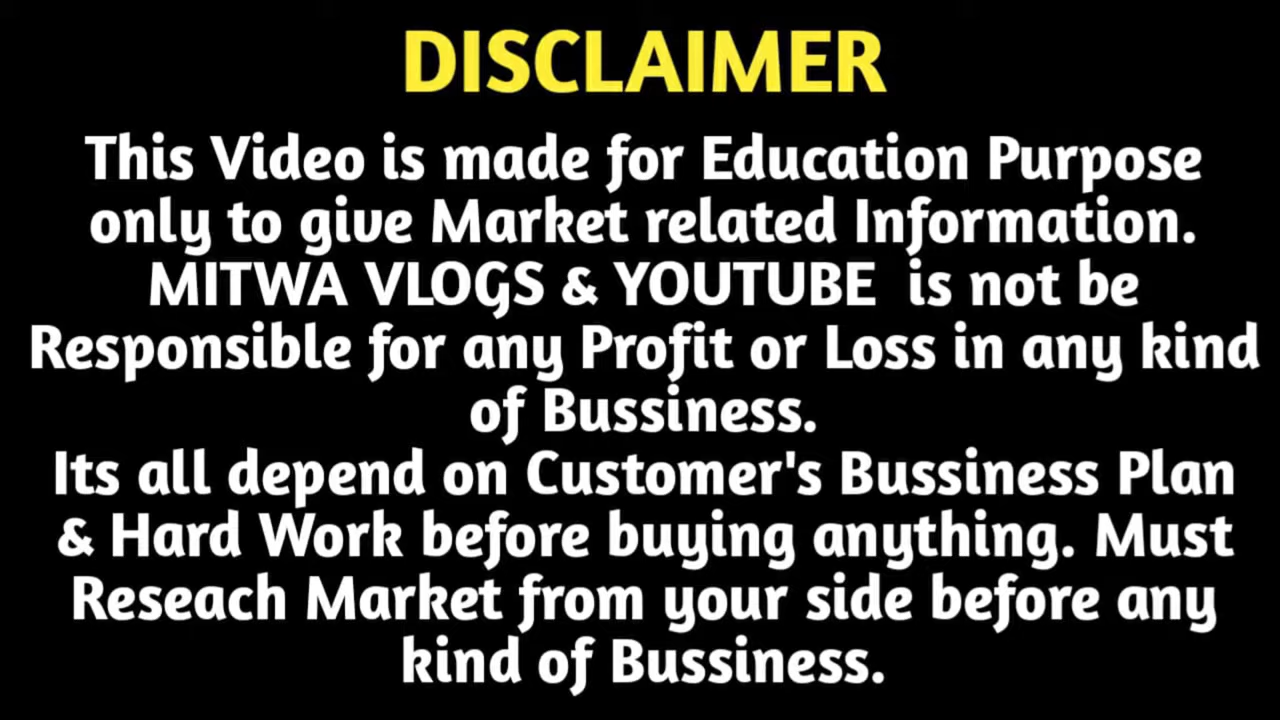 DISCLAIMER
This Video is made for Education Purpose
only to give Market related Information.
MITWA VLOGS & YOUTUBE is not be
Responsible for any Profit or Loss in any kind
of Bussiness.
Its all depend on Customer's Bussiness Plan
& Hard Work before buying anything. Must
Reseach Market from your side before any
kind of Bussiness.